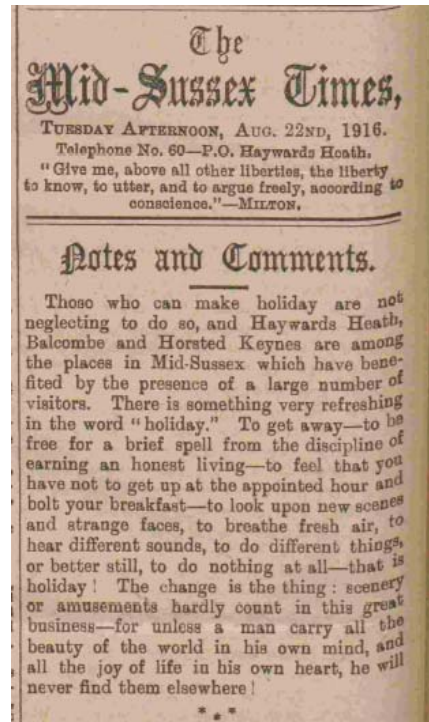 The
Mid-Sussex Times,
TUESDAY AFTERNOON, AUG. 22ND, 1916.
Telephone No. 60—P.O. Haywards Heath.
"Give me, above all other liberties, the liberty
to know, to utter, and to argue freely, according to
conscience."—MILTON.
Notes and Comments.
Those who can make holiday are not
neglecting to do so, and Haywards Heath,
Balcombe and Horsted Keynes are among
the places in Mid-Sussex which have bene-
fited by the presence of a large number of
visitors. There is something very refreshing
in the word "holiday." To get away—to be
free for a brief spell from the discipline of
earning an honest living—to feel that you
have not to get up at the appointed hour and
bolt your breakfast—to look upon new scenes
and strange faces, to breathe fresh air, to
hear different sounds, to do different things,
or better still, to do nothing at all—that is
holiday! The change is the thing: scenery
or amusements hardly count in this great
business—for unless a man carry all the
beauty of the world in his own mind, and
all the joy of life in his own heart, he will
never find them elsewhere!
* * *